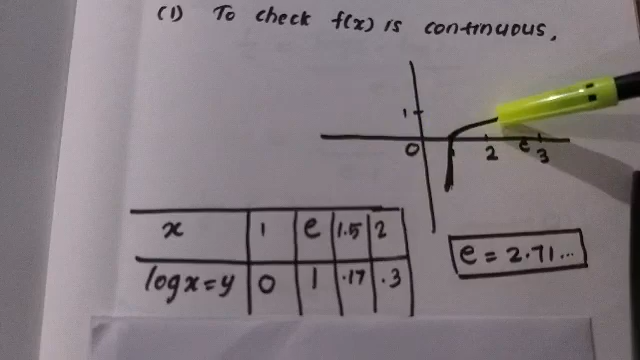 (1) To check f(x) is continuous,
1
0 2 e 3
x 1 e 1.5 2
logx=y 0 1 .17 .3
e = 2.71...